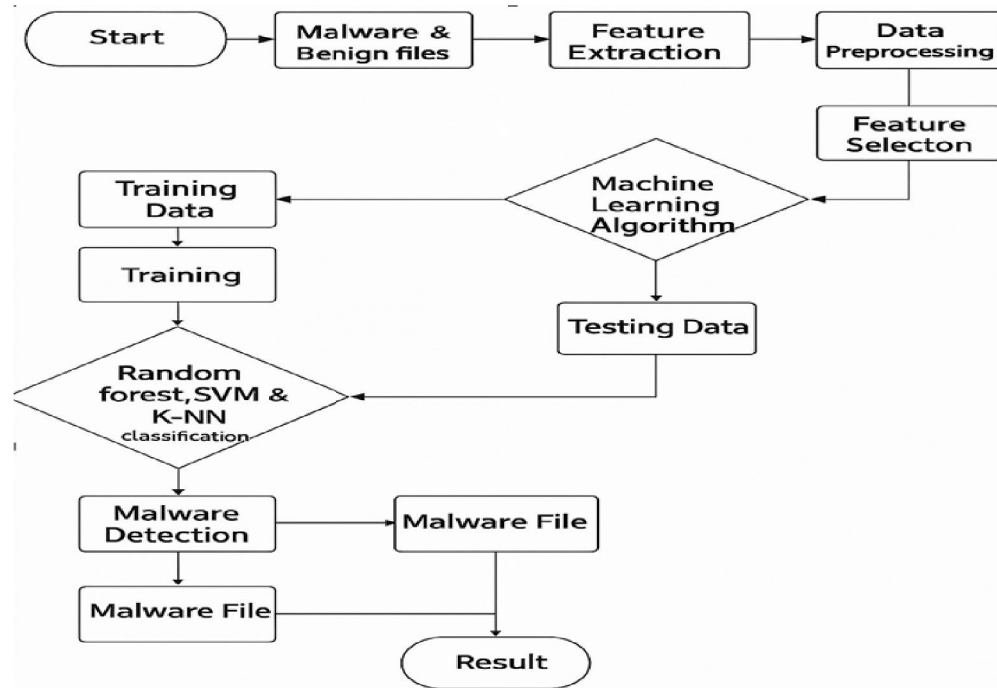 Start
Malware &
Benign files
Feature
Extraction
Data
Preprocessing
Feature
Selecton
Machine
Learning
Algorithm
Training
Data
Training
Testing Data
Random
forest,SVM &
K-NN
classification
Malware
Detection
Malware File
Malware File
Result